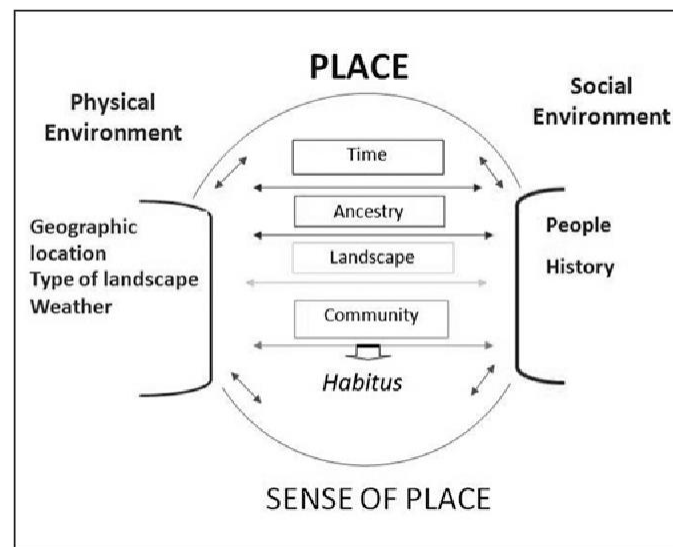 PLACE
Physical
Environment
Social
Environment
Time
Ancestry
Landscape
Community
Habitus
Geographic
location
Type of landscape
Weather
People
History
SENSE OF PLACE